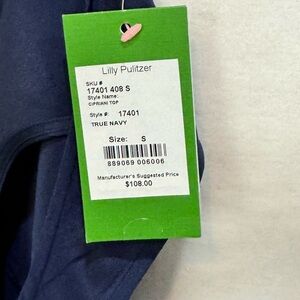 Lilly Pulitzer
SKU #
17401 408 S
Style Name:
CIPRIANI TOP
Style #: 17401
TRUE NAVY
Size: S
889069 006006
Manufacturer's Suggested Price
$108.00